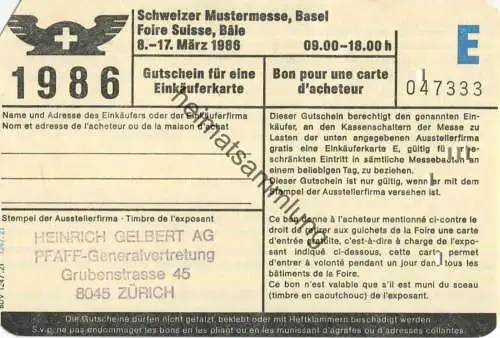 Schweizer Mustermesse, Basel
Foire Suisse, Bâle
8.–17. März 1986 09.00–18.00 h
E
1986
Gutschein für eine
Einkäuferkarte
Bon pour une carte
d'acheteur
047333
Name und Adresse des Einkäufers oder der Einkäuferfirma
Nom et adresse de l'acheteur ou de la maison d'achat
Dieser Gutschein berechtigt den genannten Ein-
käufer, an den Kassenschaltern der Messe zu
Lasten der unten angegebenen Ausstellerfirma
gratis eine Einkäuferkarte E, gültig für
schränkten Eintritt in sämtliche Messebauten an
einem beliebigen Tag, zu beziehen.
Dieser Gutschein ist nur gültig, wenn er mit dem
Stempel der Ausstellerfirma versehen ist.
Stempel der Ausstellerfirma · Timbre de l'exposant
HEINRICH GELBERT AG
PFAFF-Generalvertretung
Grubenstrasse 45
8045 ZÜRICH
Ce bon donne à l'acheteur mentionné ci-contre le
droit de retirer aux guichets de la Foire une carte
d'entrée gratuite, c'est-à-dire à charge de l'expo-
sant indiqué ci-dessous, cette carte permet
d'entrer à volonté pendant un jour dans tous les
bâtiments de la Foire.
Ce bon n'est valable que s'il est muni du sceau
(timbre en caoutchouc) de l'exposant.
Die Gutscheine dürfen nicht gefalzt, beklebt oder mit Heftklammern beschädigt werden.
S.v.p. ne pas endommager les bons en les pliant ou en les munissant d'agrafes ou d'adresses collantes.
heimatsammlung